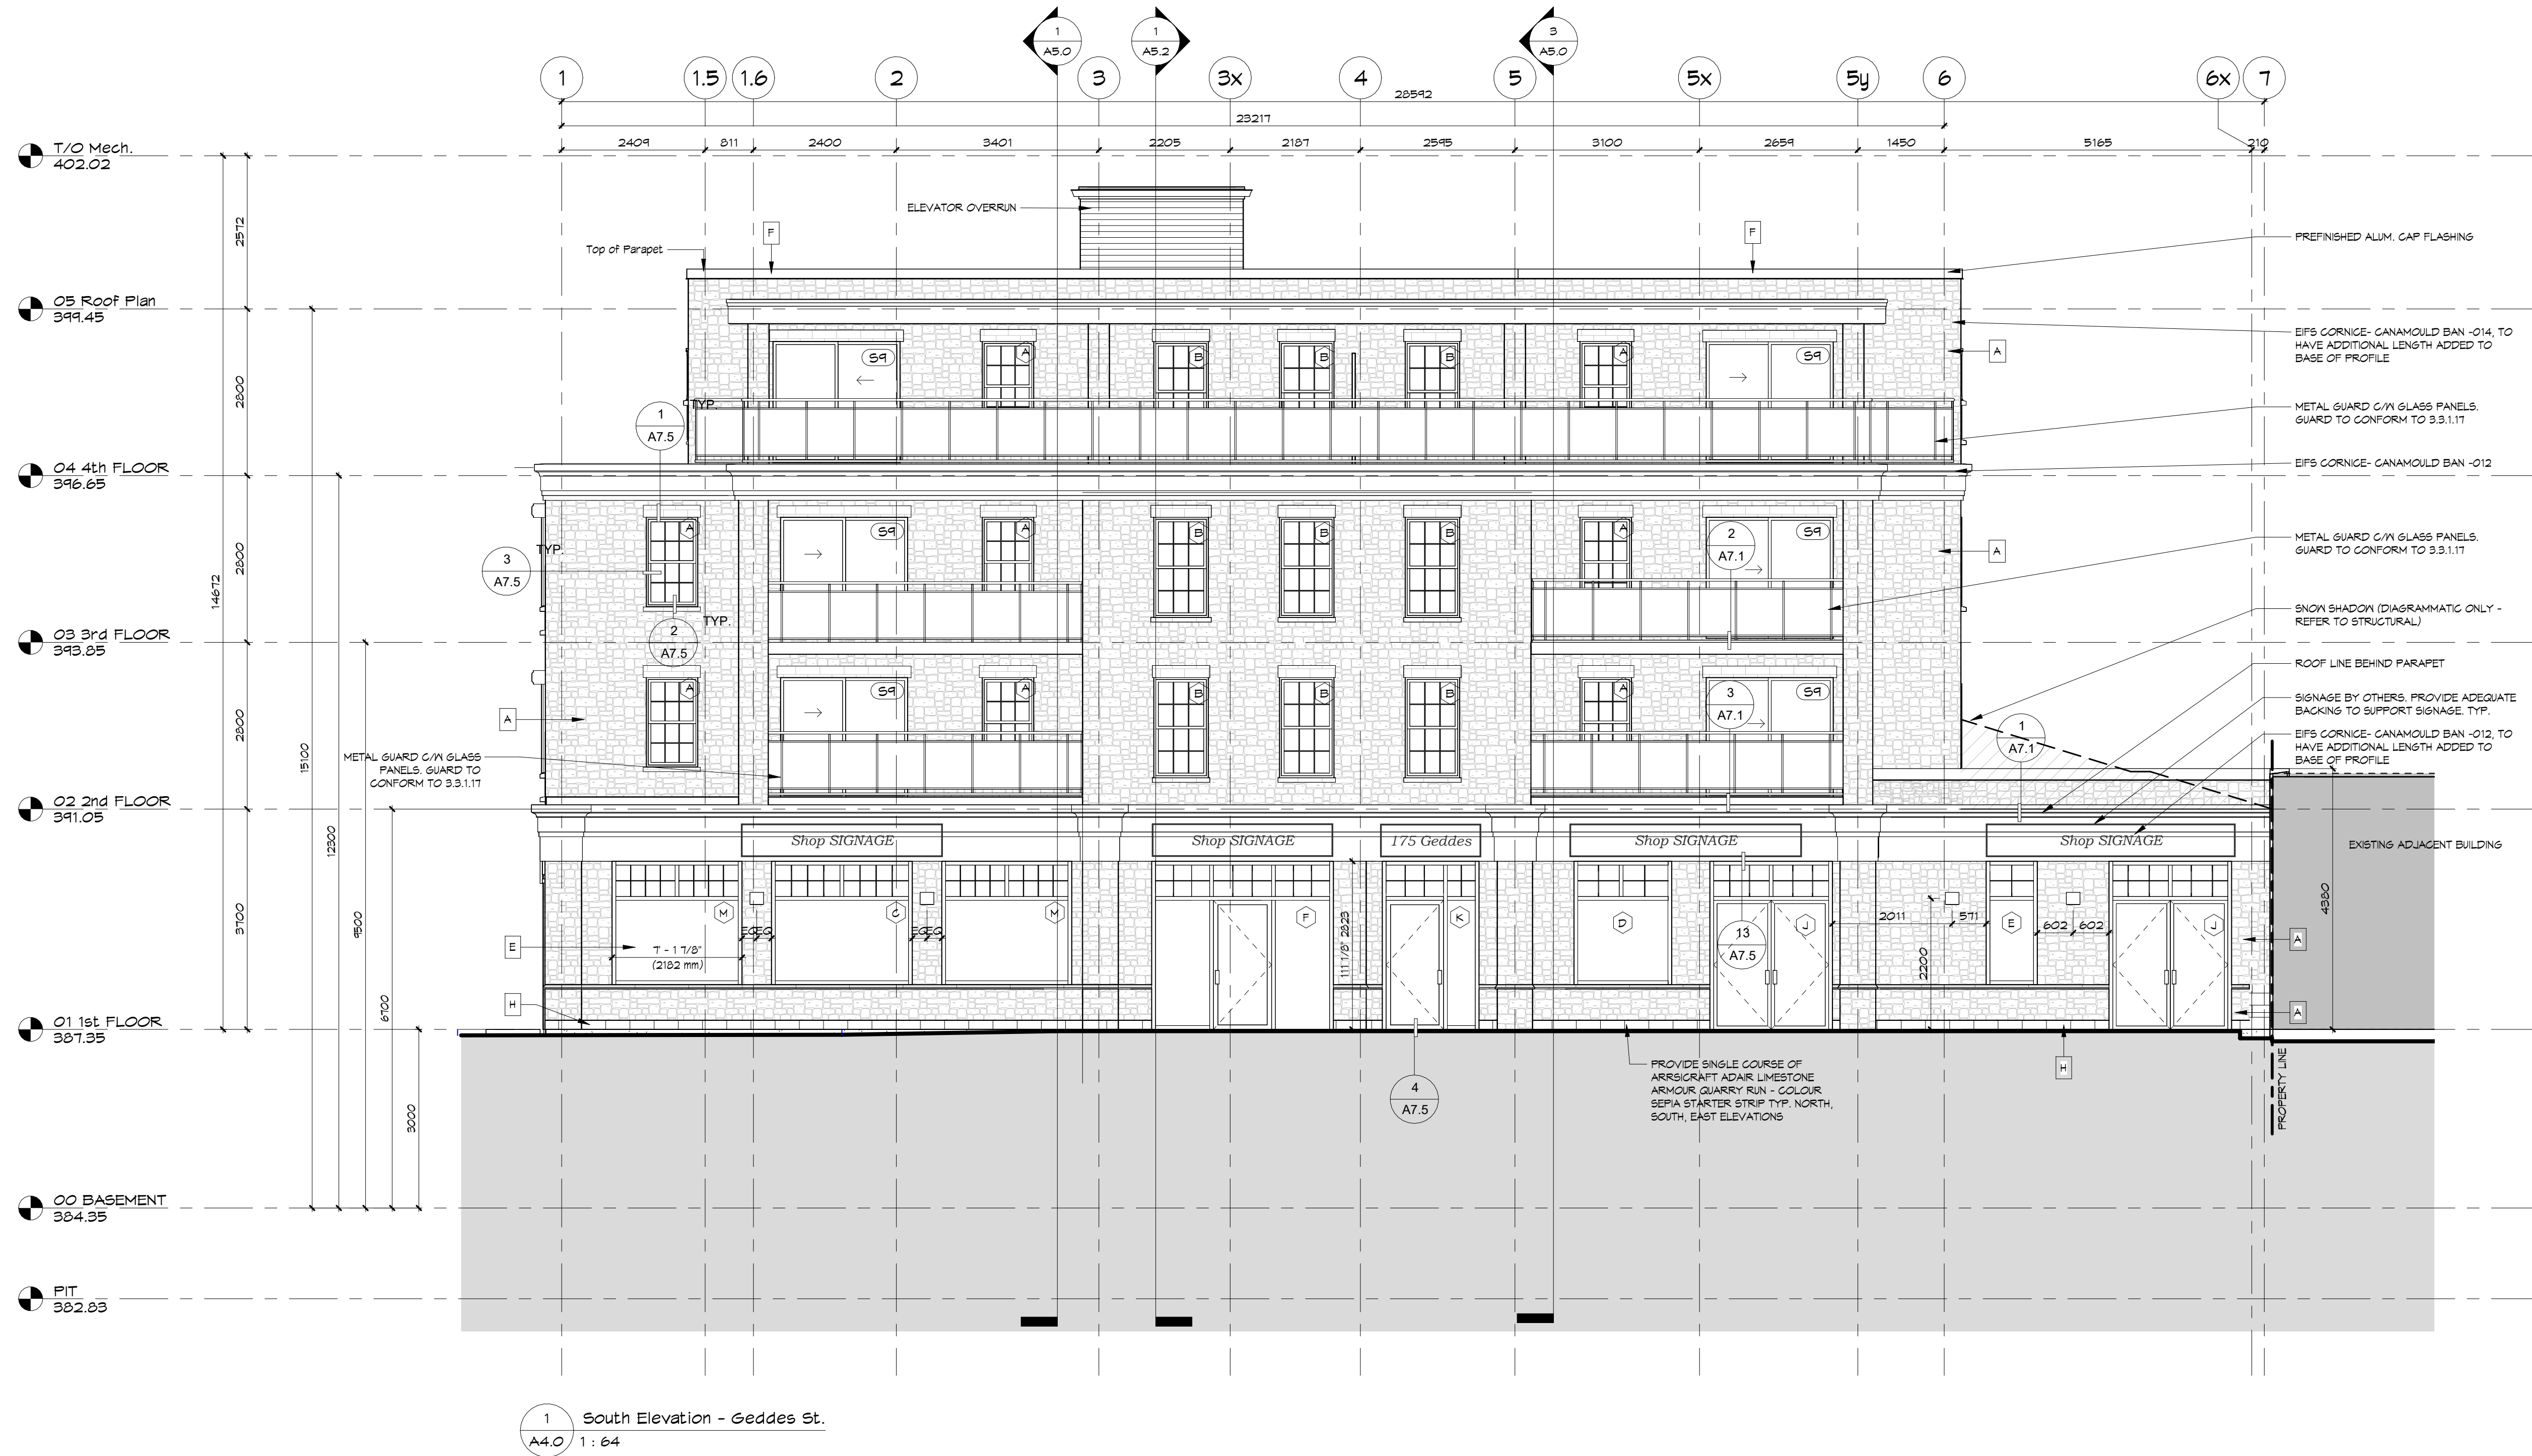 1
A5.0
1
A5.2
3
A5.0
1
1.5
1.6
2
3
3x
4
5
5x
5y
6
6x
7
28592
23217
2409
811
2400
3401
2205
2187
2595
3100
2659
1450
5165
210
T/O Mech.
402.02
ELEVATOR OVERRUN
F
F
Top of Parapet
PREFINISHED ALUM. CAP FLASHING
2572
05 Roof Plan
399.45
EIFS CORNICE- CANAMOULD BAN -014, TO
HAVE ADDITIONAL LENGTH ADDED TO
BASE OF PROFILE
A
S9
A
B
B
B
A
S9
2800
TYP.
1
A7.5
METAL GUARD C/W GLASS PANELS.
GUARD TO CONFORM TO 3.3.1.17
04 4th FLOOR
396.65
EIFS CORNICE- CANAMOULD BAN -012
A
S9
A
B
B
B
A
2
A7.1
S9
METAL GUARD C/W GLASS PANELS.
GUARD TO CONFORM TO 3.3.1.17
A
TYP.
3
A7.5
2800
14672
SNOW SHADOW (DIAGRAMMATIC ONLY -
REFER TO STRUCTURAL)
TYP.
2
A7.5
03 3rd FLOOR
393.85
ROOF LINE BEHIND PARAPET
A
S9
A
B
B
B
A
3
A7.1
S9
SIGNAGE BY OTHERS. PROVIDE ADEQUATE
BACKING TO SUPPORT SIGNAGE. TYP.
A
2800
1
A7.1
EIFS CORNICE- CANAMOULD BAN -012, TO
HAVE ADDITIONAL LENGTH ADDED TO
BASE OF PROFILE
15100
METAL GUARD C/W GLASS
PANELS. GUARD TO
CONFORM TO 3.3.1.17
02 2nd FLOOR
391.05
12300
Shop SIGNAGE
Shop SIGNAGE
175 Geddes
Shop SIGNAGE
Shop SIGNAGE
EXISTING ADJACENT BUILDING
4380
3700
9500
M
C
M
F
K
D
J
E
J
2011
571
602
602
EQ
EQ
EQ
EQ
E
7' - 1 7/8"
(2182 mm)
111 1/8" 2823
13
A7.5
2200
A
6700
H
A
01 1st FLOOR
387.35
PROVIDE SINGLE COURSE OF
ARRSICRAFT ADAIR LIMESTONE
ARMOUR QUARRY RUN - COLOUR
SEPIA STARTER STRIP TYP. NORTH,
SOUTH, EAST ELEVATIONS
H
PROPERTY LINE
4
A7.5
3000
00 BASEMENT
384.35
PIT
382.83
1
A4.0
South Elevation - Geddes St.
1 : 64